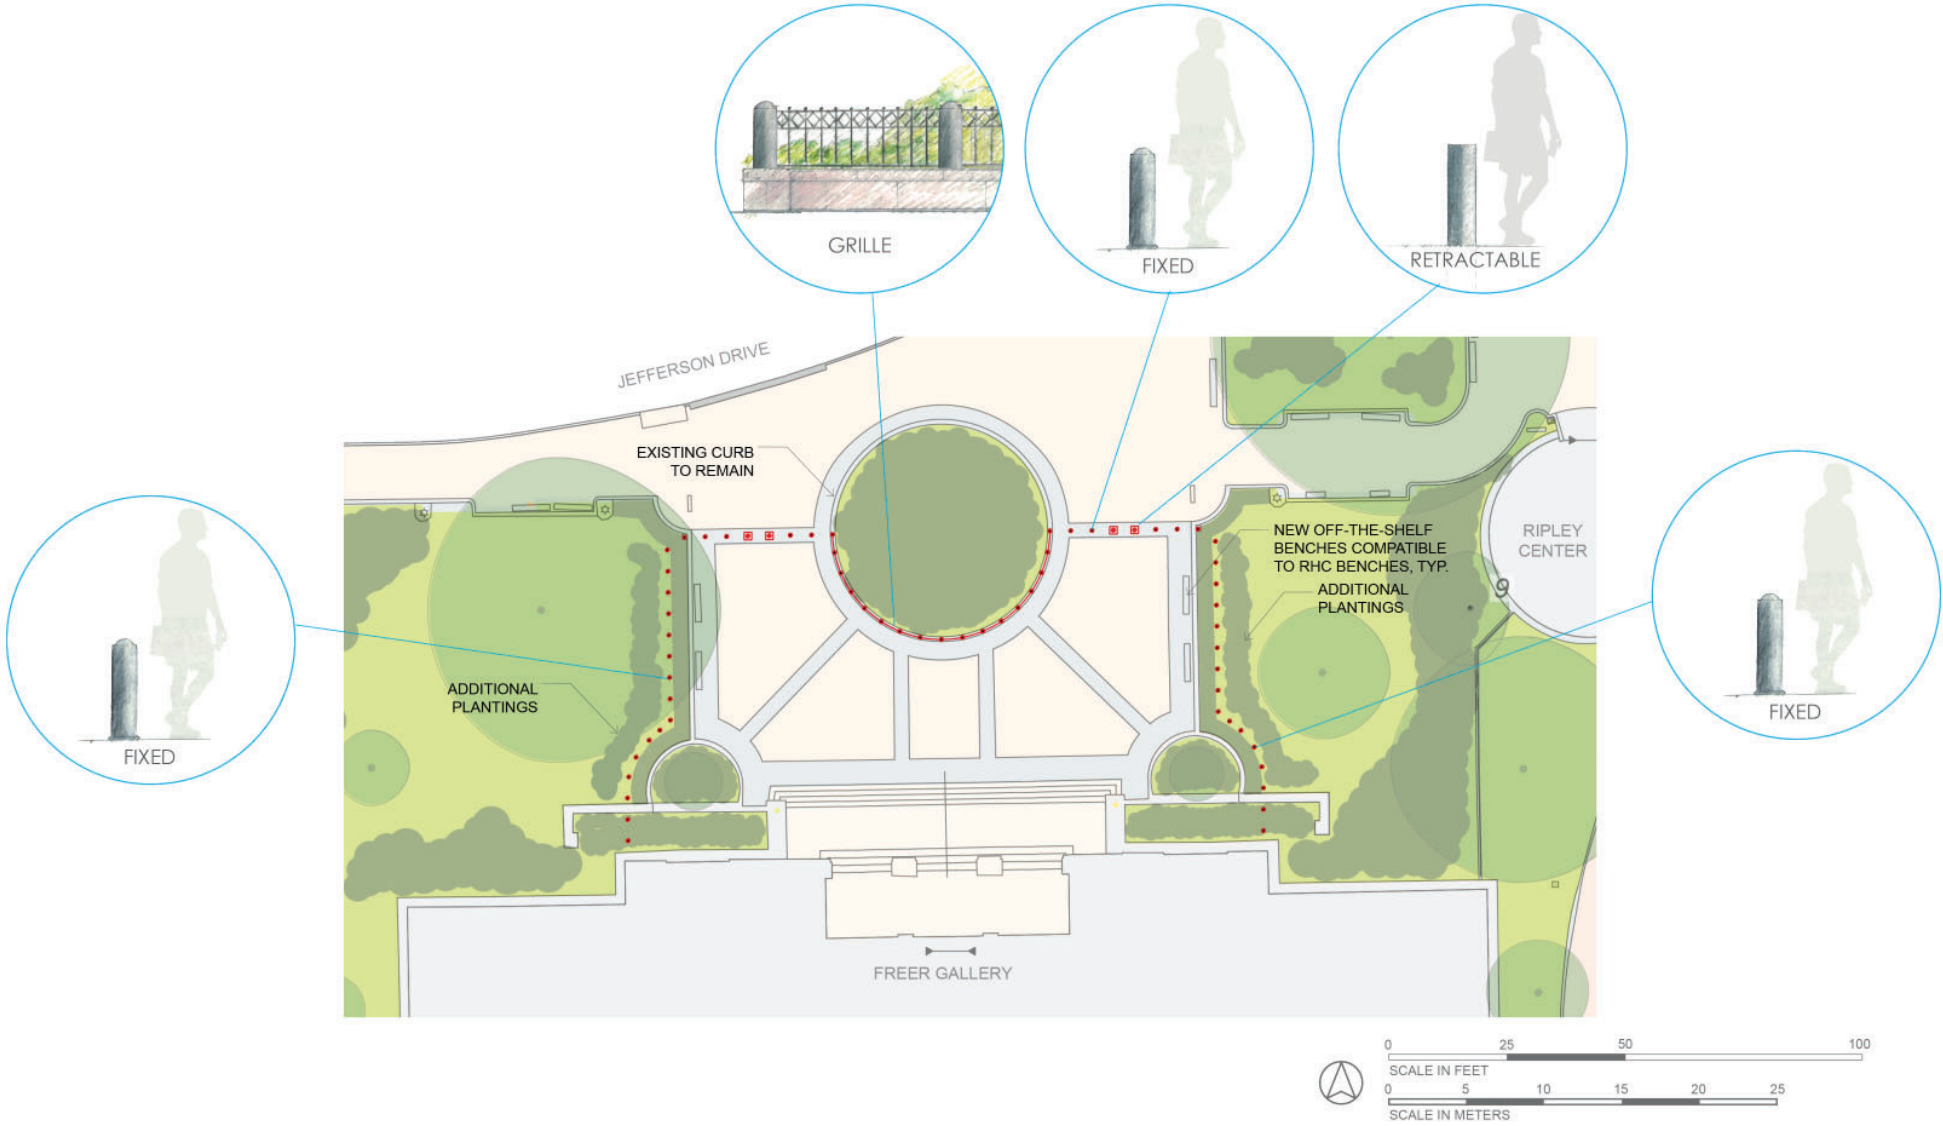 GRILLE
FIXED
RETRACTABLE
JEFFERSON DRIVE
EXISTING CURB
TO REMAIN
NEW OFF-THE-SHELF
BENCHES COMPATIBLE
TO RHC BENCHES, TYP.
ADDITIONAL
PLANTINGS
RIPLEY
CENTER
ADDITIONAL
PLANTINGS
FIXED
FIXED
FREER GALLERY
0 25 50 100
SCALE IN FEET
0 5 10 15 20 25
SCALE IN METERS